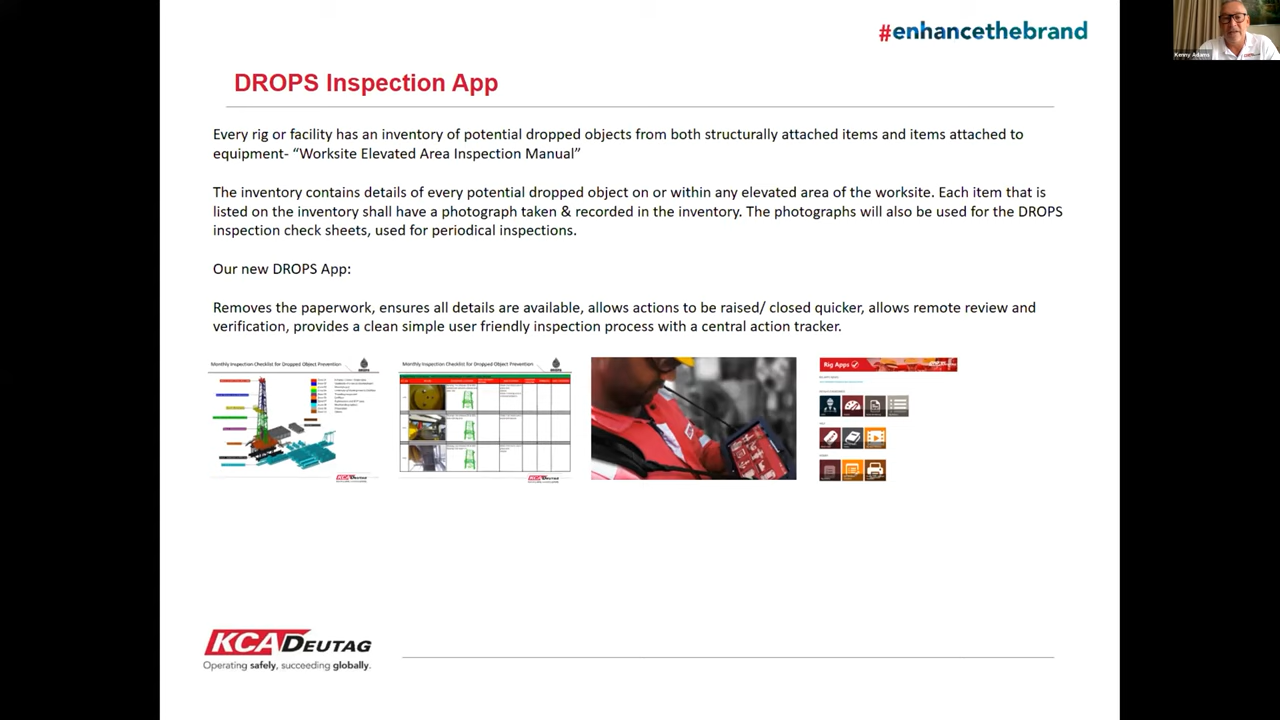 #enhancethebrand
Kenny Adams
DROPS Inspection App
Every rig or facility has an inventory of potential dropped objects from both structurally attached items and items attached to
equipment- “Worksite Elevated Area Inspection Manual”
The inventory contains details of every potential dropped object on or within any elevated area of the worksite. Each item that is
listed on the inventory shall have a photograph taken & recorded in the inventory. The photographs will also be used for the DROPS
inspection check sheets, used for periodical inspections.
Our new DROPS App:
Removes the paperwork, ensures all details are available, allows actions to be raised/ closed quicker, allows remote review and
verification, provides a clean simple user friendly inspection process with a central action tracker.
Monthly Inspection Checklist for Dropped Object Prevention
Monthly Inspection Checklist for Dropped Object Prevention
Rig Apps
KCA DEUTAG
KCA DEUTAG
KCA DEUTAG
Operating safely, succeeding globally.